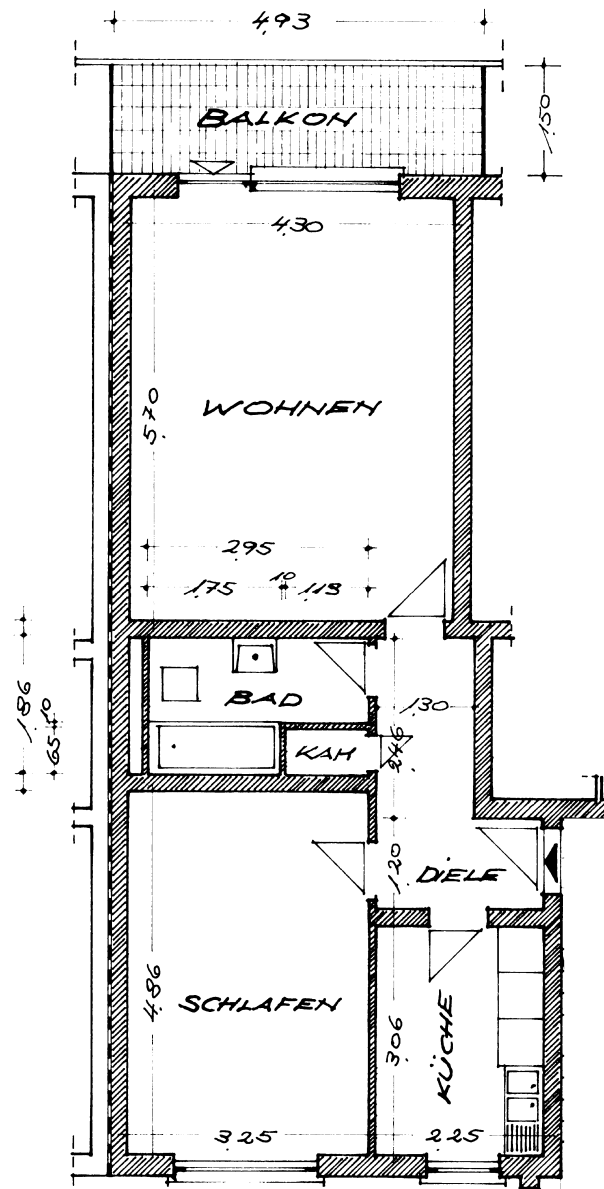 4,93
BALKON
1,50
4,30
5,70
WOHNEN
2,95
1,75
10
1,13
1,86
10
65
BAD
1,30
KAM
2,46
1,20
DIELE
4,86
SCHLAFEN
3,06
KÜCHE
3,25
2,25